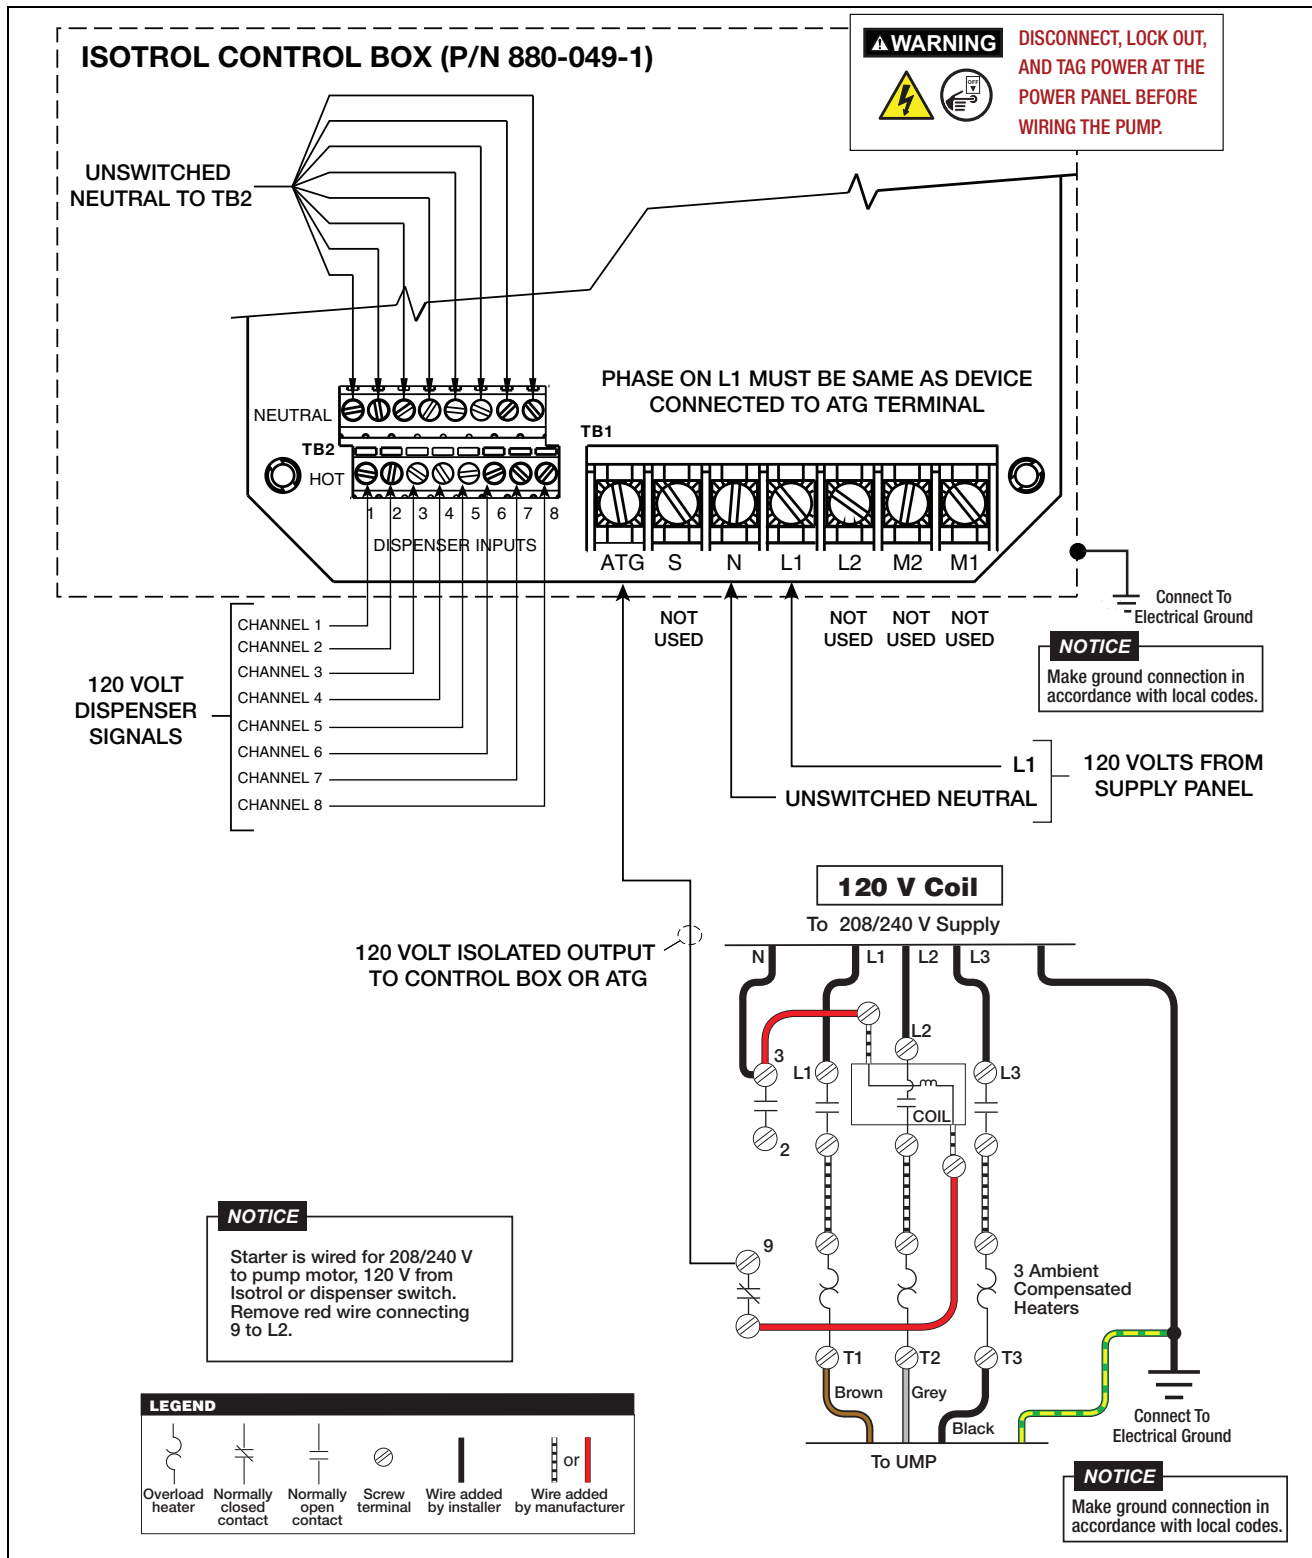 ISOTROL CONTROL BOX (P/N 880-049-1)
WARNING
DISCONNECT, LOCK OUT,
AND TAG POWER AT THE
POWER PANEL BEFORE
WIRING THE PUMP.
OFF
UNSWITCHED
NEUTRAL TO TB2
PHASE ON L1 MUST BE SAME AS DEVICE
CONNECTED TO ATG TERMINAL
NEUTRAL
TB2
TB1
HOT
1 2 3 4 5 6 7 8
DISPENSER INPUTS
ATG S N L1 L2 M2 M1
NOT
USED
NOT
USED
NOT
USED
NOT
USED
Connect To
Electrical Ground
NOTICE
Make ground connection in
accordance with local codes.
120 VOLT
DISPENSER
SIGNALS
CHANNEL 1
CHANNEL 2
CHANNEL 3
CHANNEL 4
CHANNEL 5
CHANNEL 6
CHANNEL 7
CHANNEL 8
L1
UNSWITCHED NEUTRAL
120 VOLTS FROM
SUPPLY PANEL
120 V Coil
To 208/240 V Supply
120 VOLT ISOLATED OUTPUT
TO CONTROL BOX OR ATG
N L1 L2 L3
L2
3
L1
L3
COIL
2
9
3 Ambient
Compensated
Heaters
T1 T2 T3
Brown
Grey
Black
To UMP
Connect To
Electrical Ground
NOTICE
Make ground connection in
accordance with local codes.
NOTICE
Starter is wired for 208/240 V
to pump motor, 120 V from
Isotrol or dispenser switch.
Remove red wire connecting
9 to L2.
LEGEND
Overload
heater
Normally
closed
contact
Normally
open
contact
Screw
terminal
Wire added
by installer
or
Wire added
by manufacturer